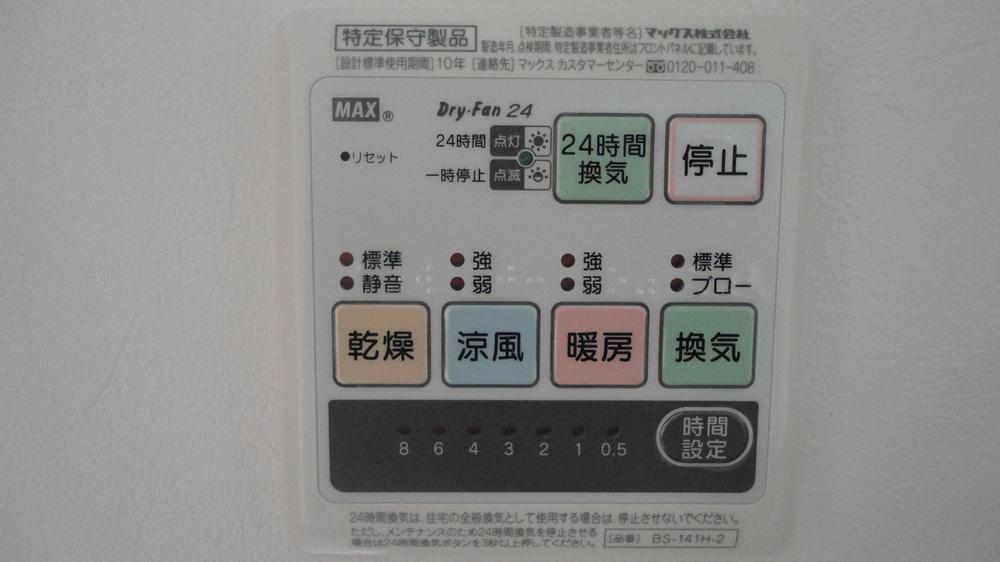 特定保守製品 [特定製造事業者等名] マックス株式会社
製造年月、点検期間、特定製造事業者住所はフロントパネルに記載しています。
[設計標準使用期間] 10年 [連絡先] マックス カスタマーセンター 0120-011-408
MAX® Dry-Fan 24
24時間 点灯
●リセット
一時停止 点滅
24時間
換気
停止
標準 強 強 標準
静音 弱 弱 ブロー
乾燥 涼風 暖房 換気
8 6 4 3 2 1 0.5
時間
設定
24時間換気は、住宅の全般換気として使用する場合は、停止させないでください。
ただし、メンテナンスのため24時間換気を停止させる
場合は24時間換気ボタンを3秒以上押してください。
[品番] BS-141H-2